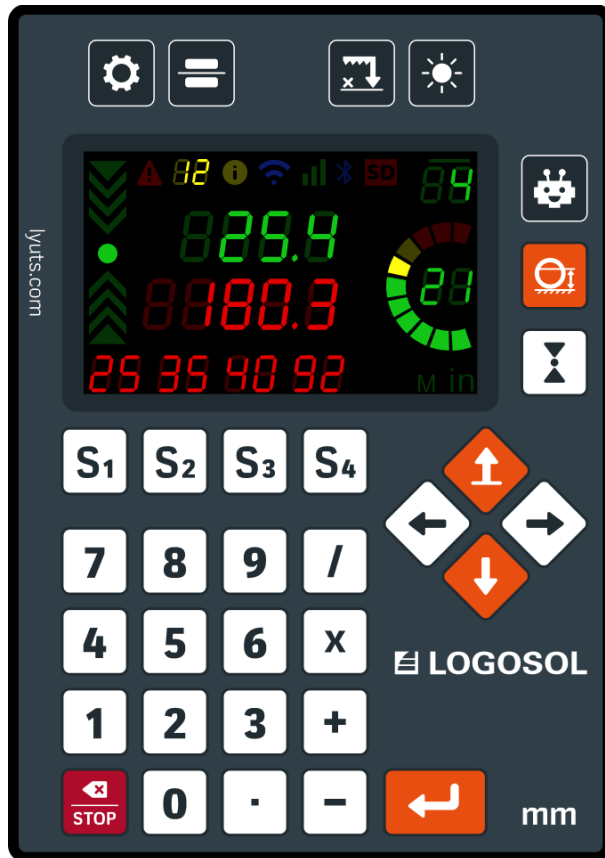 12 i SD 4
25.4
21
180.3
25 35 40 92 M in
lyuts.com
S1 S2 S3 S4
7 8 9 /
4 5 6 x
LOGOSOL
1 2 3 +
STOP 0 . −
mm